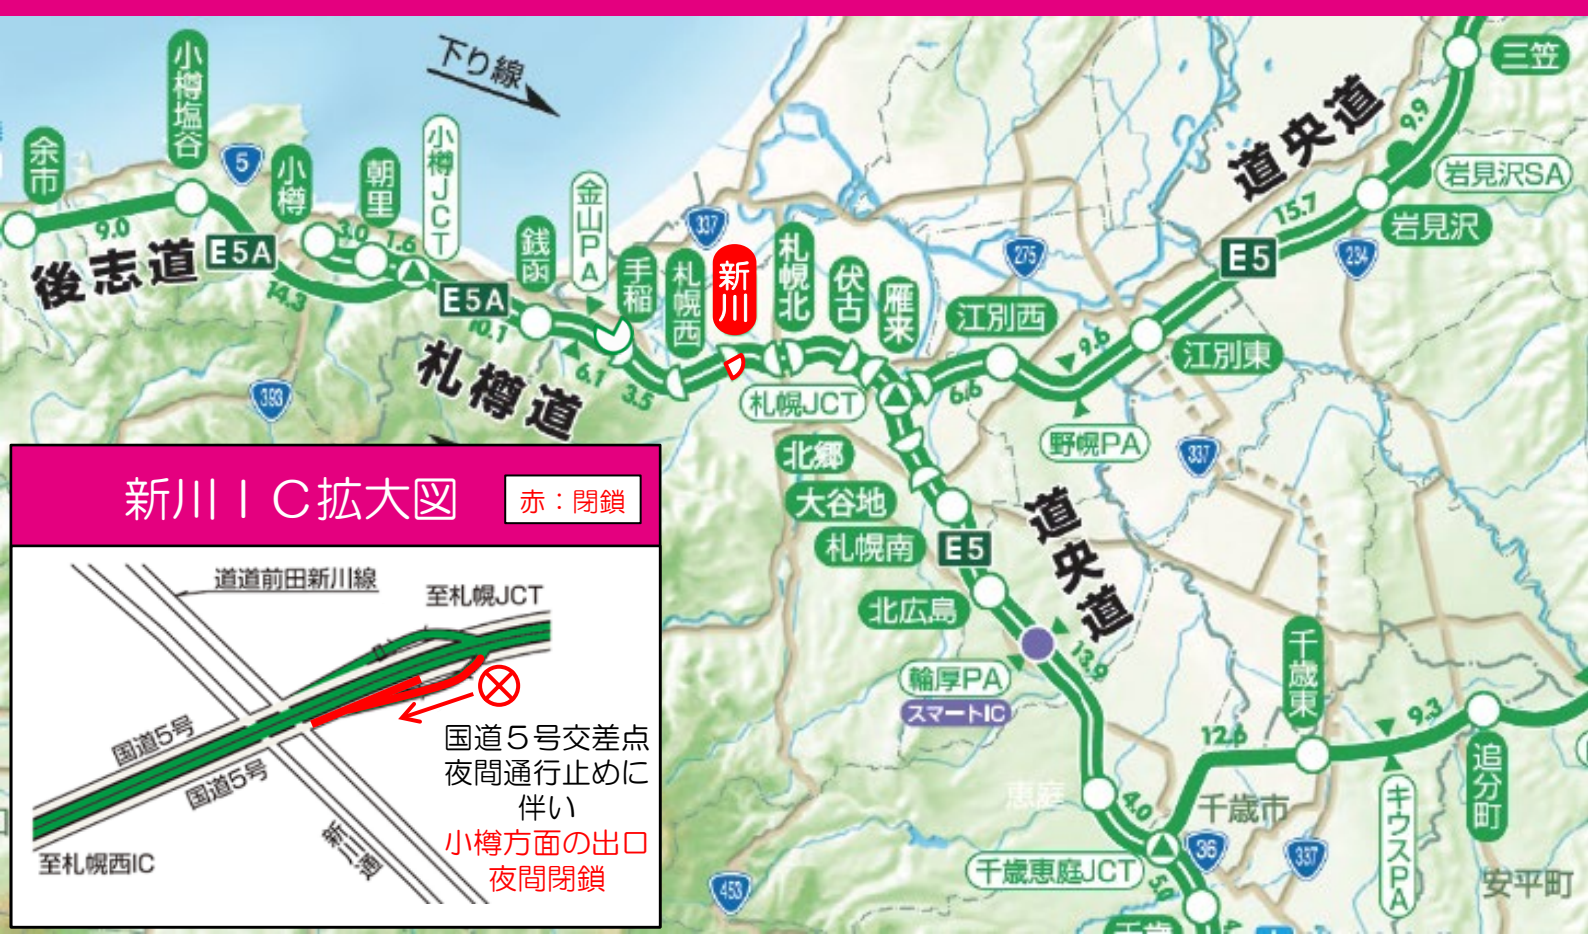 下り線
三笠
9.9
道央道
岩見沢SA
岩見沢
15.7
E5
234
275
小樽塩谷
余市
5
小樽
朝里
小樽JCT
9.0
後志道
E5A
3.0
1.6
14.3
E5A
10.1
銭函
金山PA
手稲
札幌西
337
新川
札幌北
伏古
雁来
江別西
9.6
江別東
札樽道
6.1
3.5
札幌JCT
6.6
野幌PA
337
393
北郷
大谷地
札幌南
E5
道央道
北広島
13.9
輪厚PA
スマートIC
千歳東
12.6
9.3
追分町
恵庭
4.0
千歳市
キウスPA
36
337
千歳恵庭JCT
5.0
安平町
453
千歳
新川ＩＣ拡大図
赤：閉鎖
道道前田新川線
至札幌JCT
国道5号
国道5号
新川通
至札幌西IC
国道５号交差点
夜間通行止めに
伴い
小樽方面の出口
夜間閉鎖